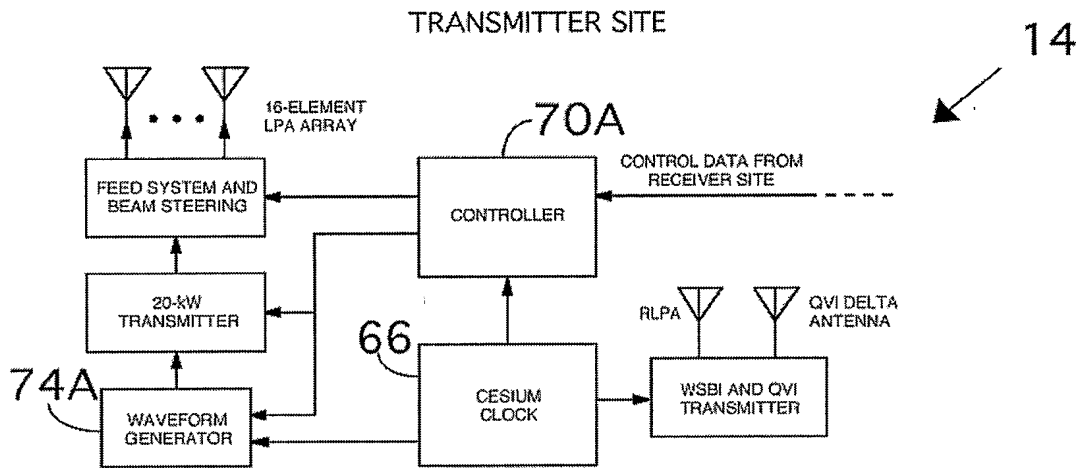 TRANSMITTER SITE
14
16-ELEMENT
LPA ARRAY
70A
FEED SYSTEM AND
BEAM STEERING
CONTROLLER
CONTROL DATA FROM
RECEIVER SITE
20-kW
TRANSMITTER
66
RLPA
QVI DELTA
ANTENNA
74A
WAVEFORM
GENERATOR
CESIUM
CLOCK
WSBI AND QVI
TRANSMITTER